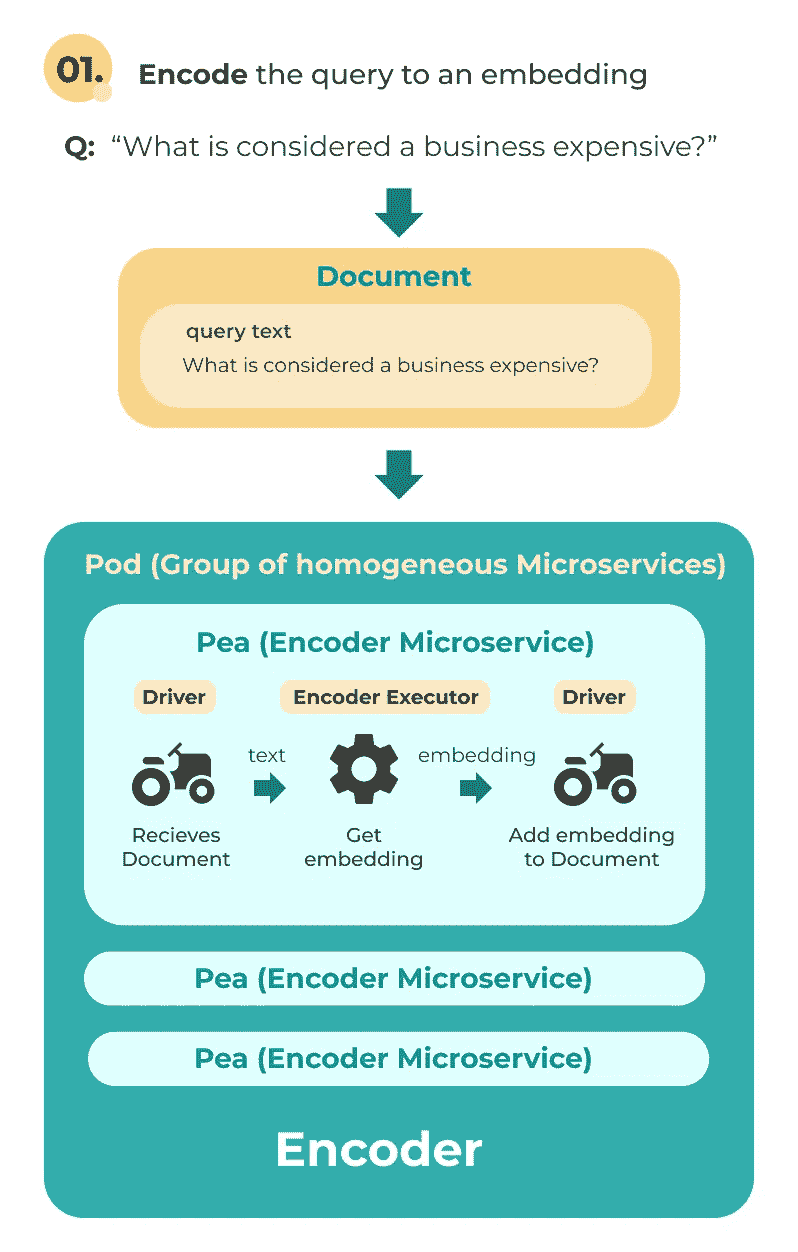 01.
Encode the query to an embedding
Q: “What is considered a business expensive?”
Document
query text
What is considered a business expensive?
Pod (Group of homogeneous Microservices)
Pea (Encoder Microservice)
Driver
Encoder Executor
Driver
text
embedding
Recieves
Document
Get
embedding
Add embedding
to Document
Pea (Encoder Microservice)
Pea (Encoder Microservice)
Encoder